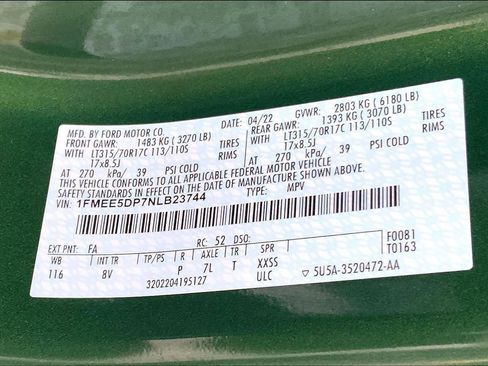 MFD. BY FORD MOTOR CO. DATE: 04/22 GVWR: 2803 KG ( 6180 LB)
FRONT GAWR: 1483 KG ( 3270 LB) REAR GAWR: 1393 KG ( 3070 LB)
WITH LT315/70R17C 113/110S TIRES WITH LT315/70R17C 113/110S TIRES
17x8.5J RIMS 17x8.5J RIMS
AT 270 kPa/ 39 PSI COLD AT 270 kPa/ 39 PSI COLD
THIS VEHICLE CONFORMS TO ALL APPLICABLE FEDERAL MOTOR VEHICLE
SAFETY STANDARDS IN EFFECT ON THE DATE OF MANUFACTURE SHOWN ABOVE.
VIN: 1FMEE5DP7NLB23744 TYPE: MPV
EXT PNT: FA RC: 52 DSO: F0081
WB INT TR TP/PS R AXLE TR SPR T0163
116 8V P 7L T XXSS
3202204195127 ULC ▽ 5U5A-3520472-AA